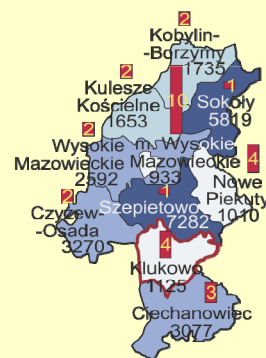 2
Kobylin-
-Borzymy
1735
2
Kulesze
Kościelne
1653
10
1
Sokoły
5819
2
Wysokie
Mazowieckie
2592
m. Wysokie
Mazowieckie
933
4
Nowe
Piekuty
1010
2
Czyżew-
-Osada
3270
1
Szepietowo
7282
4
Klukowo
1125
3
Ciechanowiec
3077